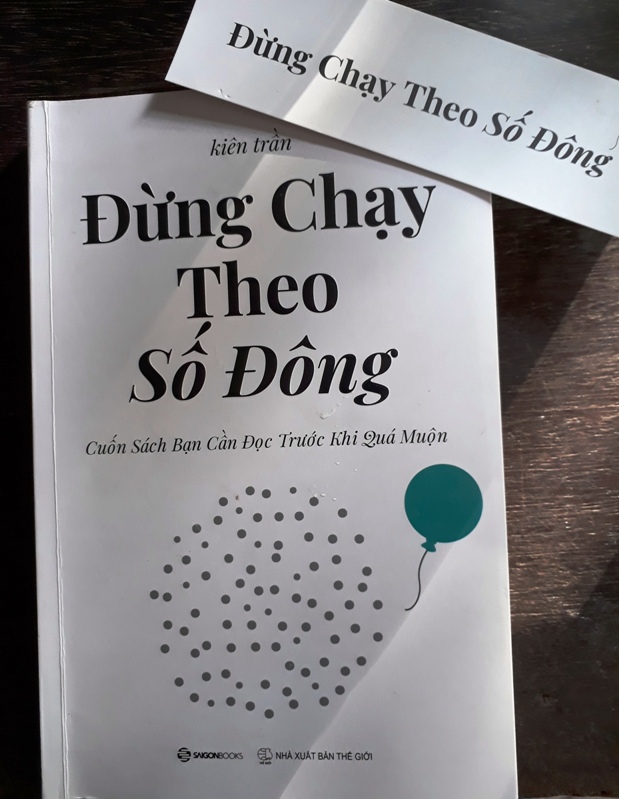 Đừng Chạy Theo Số Đông
kiên trần
Đừng Chạy
Theo
Số Đông
Cuốn Sách Bạn Cần Đọc Trước Khi Quá Muộn
SAIGONBOOKS
NHÀ XUẤT BẢN THẾ GIỚI